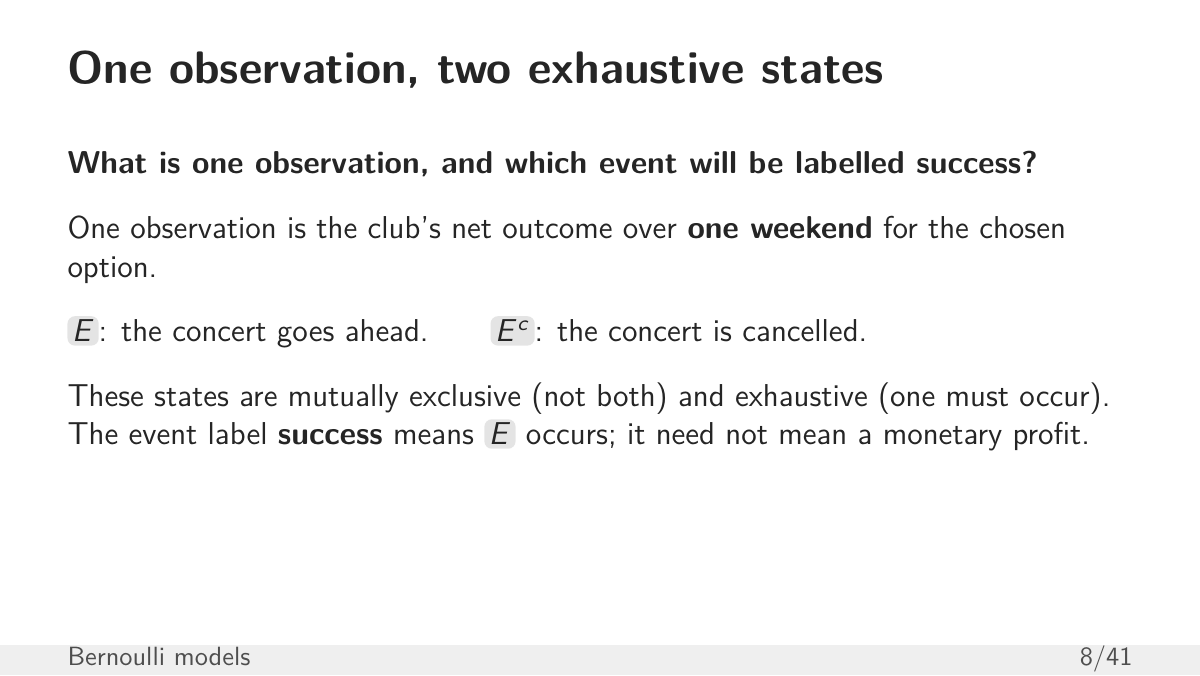 One observation, two exhaustive states
What is one observation, and which event will be labelled success?
One observation is the club's net outcome over one weekend for the chosen
option.
E: the concert goes ahead. Eᶜ: the concert is cancelled.
These states are mutually exclusive (not both) and exhaustive (one must occur).
The event label success means E occurs; it need not mean a monetary profit.
Bernoulli models 8/41